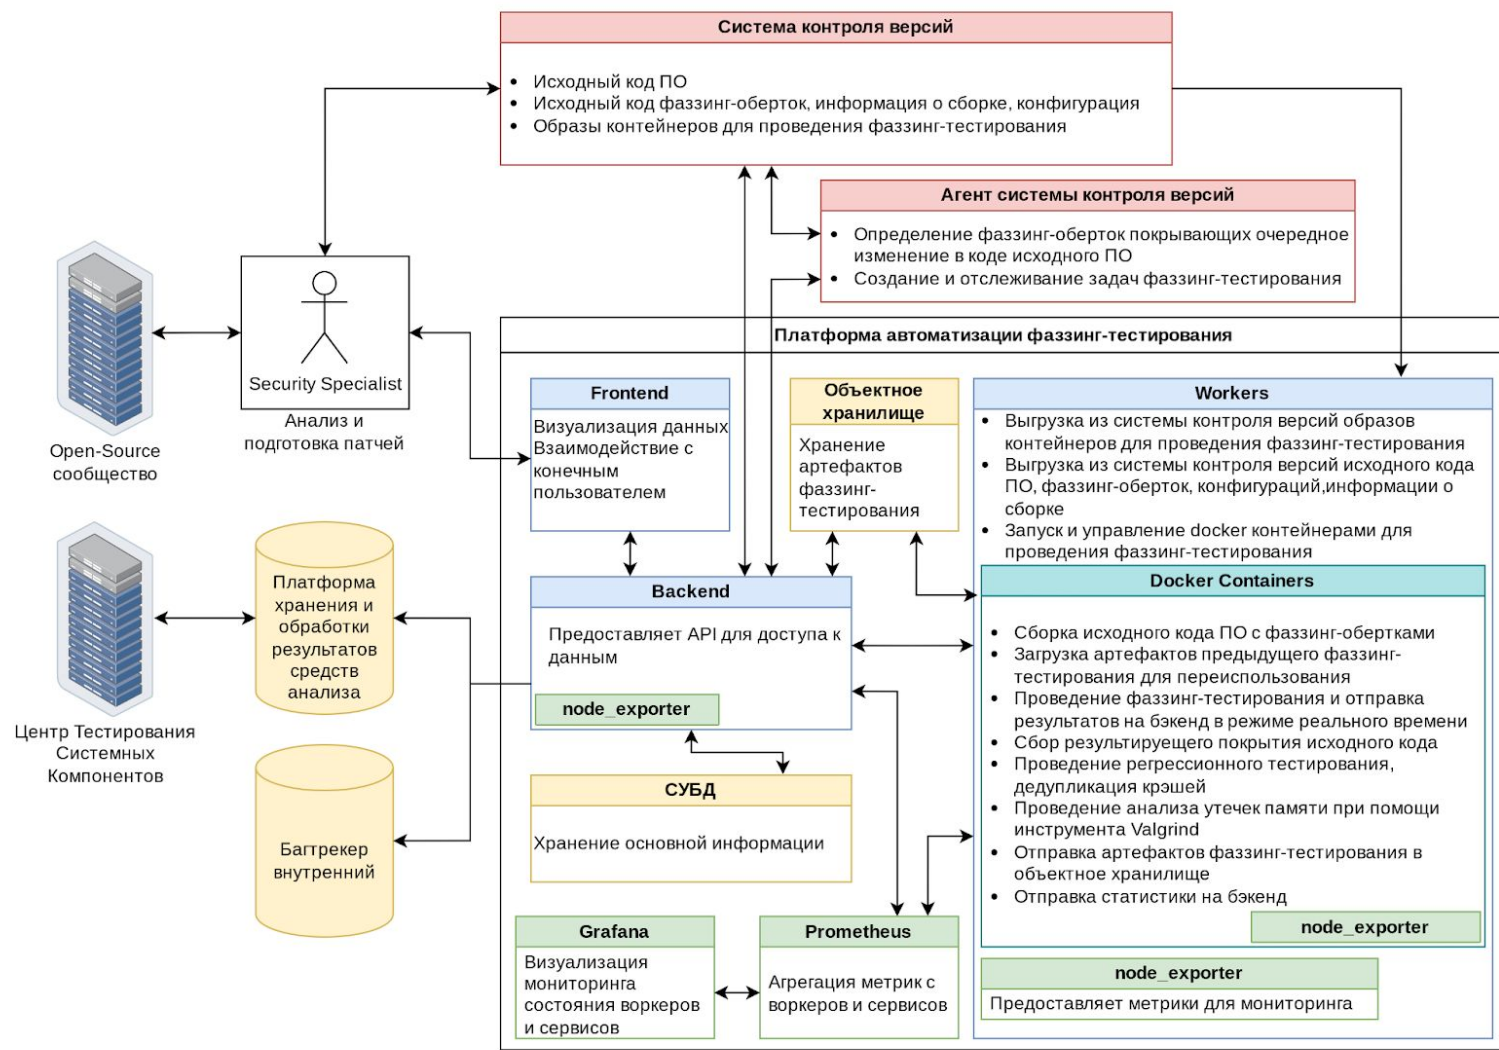 Система контроля версий
Исходный код ПО
Исходный код фаззинг-оберток, информация о сборке, конфигурация
Образы контейнеров для проведения фаззинг-тестирования
Агент системы контроля версий
Определение фаззинг-оберток покрывающих очередное
изменение в коде исходного ПО
Создание и отслеживание задач фаззинг-тестирования
Open-Source
сообщество
Security Specialist
Анализ и
подготовка патчей
Центр Тестирования
Системных
Компонентов
Платформа
хранения и
обработки
результатов
средств
анализа
Багтрекер
внутренний
Платформа автоматизации фаззинг-тестирования
Frontend
Визуализация данных
Взаимодействие с
конечным
пользователем
Объектное
хранилище
Хранение
артефактов
фаззинг-
тестирования
Backend
Предоставляет API для доступа к
данным
node_exporter
СУБД
Хранение основной информации
Grafana
Визуализация
мониторинга
состояния воркеров
и сервисов
Prometheus
Агрегация метрик с
воркеров и сервисов
Workers
Выгрузка из системы контроля версий образов
контейнеров для проведения фаззинг-тестирования
Выгрузка из системы контроля версий исходного кода
ПО, фаззинг-оберток, конфигураций,информации о
сборке
Запуск и управление docker контейнерами для
проведения фаззинг-тестирования
Docker Containers
Сборка исходного кода ПО с фаззинг-обертками
Загрузка артефактов предыдущего фаззинг-
тестирования для переиспользования
Проведение фаззинг-тестирования и отправка
результатов на бэкенд в режиме реального времени
Сбор результируещего покрытия исходного кода
Проведение регрессионного тестирования,
дедупликация крэшей
Проведение анализа утечек памяти при помощи
инструмента Valgrind
Отправка артефактов фаззинг-тестирования в
объектное хранилище
Отправка статистики на бэкенд
node_exporter
node_exporter
Предоставляет метрики для мониторинга